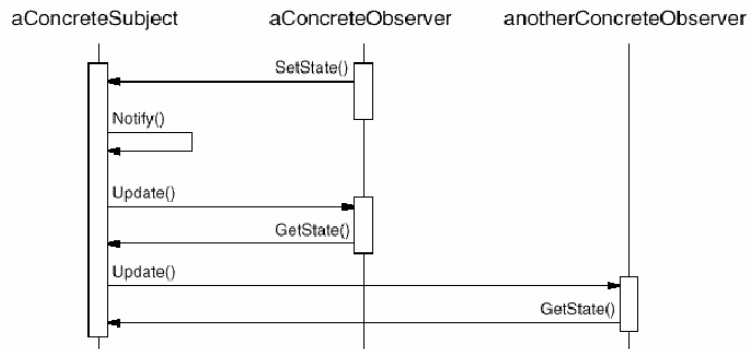 aConcreteSubject aConcreteObserver anotherConcreteObserver
SetState()
Notify()
Update()
GetState()
Update()
GetState()